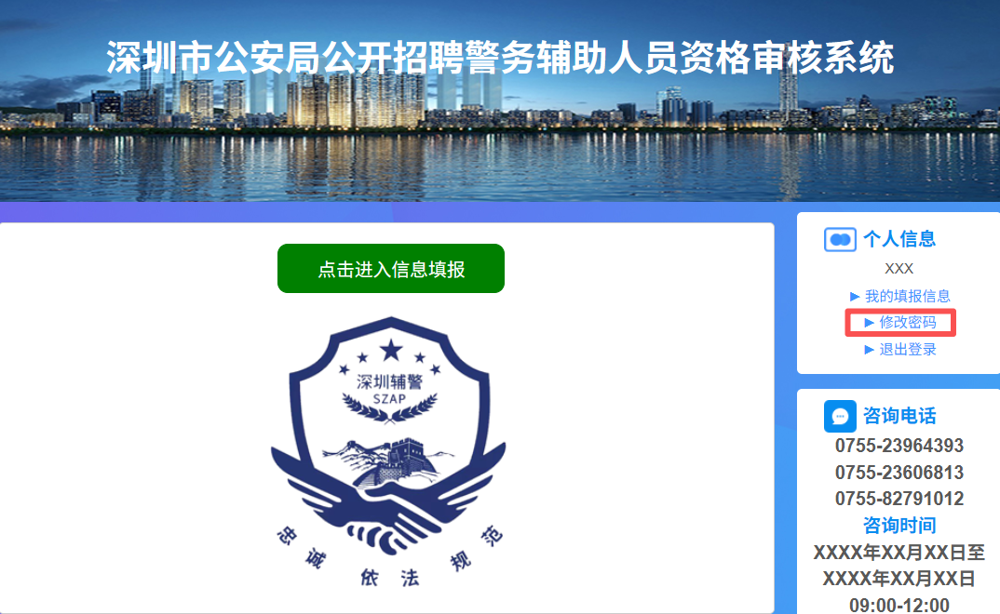 深圳市公安局公开招聘警务辅助人员资格审核系统
点击进入信息填报
深圳辅警
SZAP
忠诚依法规范
个人信息
XXX
▶ 我的填报信息
▶ 修改密码
▶ 退出登录
咨询电话
0755-23964393
0755-23606813
0755-82791012
咨询时间
XXXX年XX月XX日至
XXXX年XX月XX日
09:00-12:00